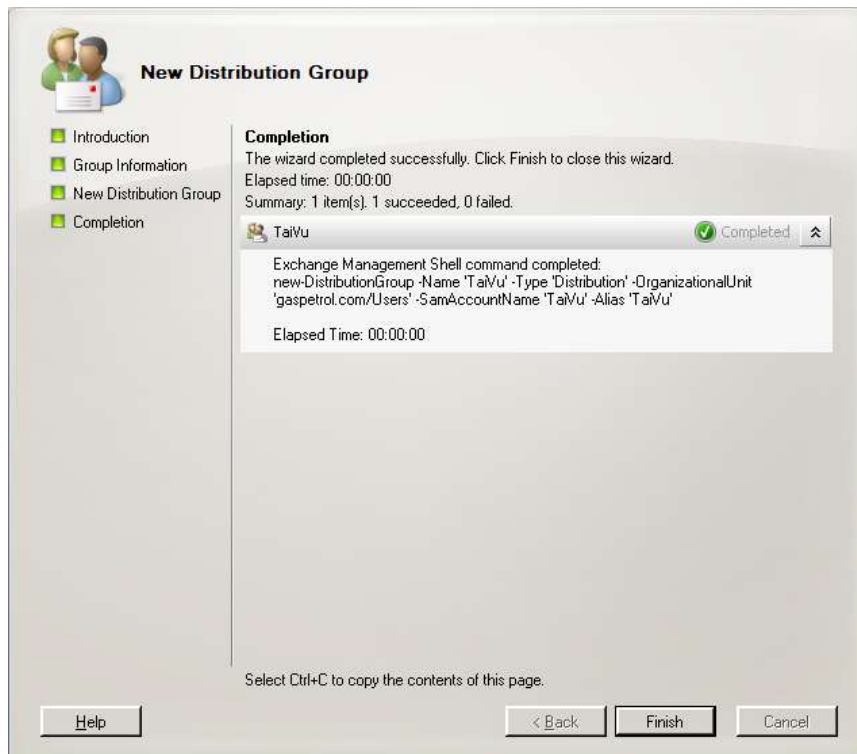 New Distribution Group
Introduction
Group Information
New Distribution Group
Completion
Completion
The wizard completed successfully. Click Finish to close this wizard.
Elapsed time: 00:00:00
Summary: 1 item(s). 1 succeeded, 0 failed.
TaiVu
Completed
Exchange Management Shell command completed:
new-DistributionGroup -Name 'TaiVu' -Type 'Distribution' -OrganizationalUnit
'gaspetrol.com/Users' -SamAccountName 'TaiVu' -Alias 'TaiVu'
Elapsed Time: 00:00:00
Select Ctrl+C to copy the contents of this page.
Help
< Back
Finish
Cancel